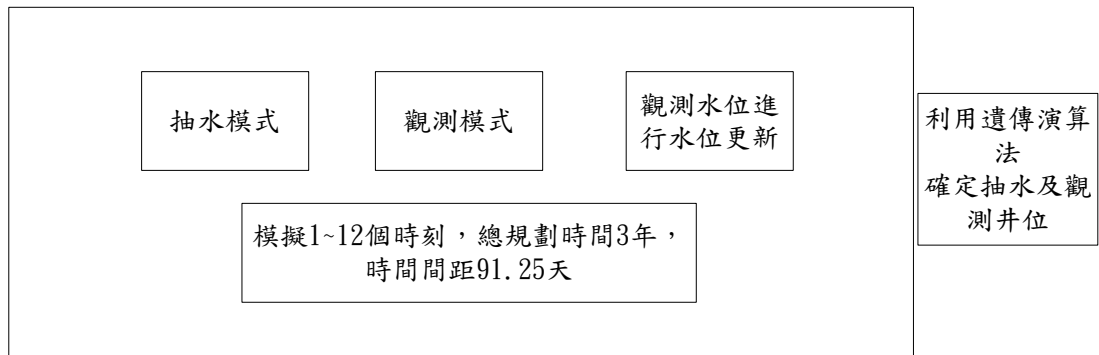 抽水模式
觀測模式
觀測水位進
行水位更新
利用遺傳演算
法
確定抽水及觀
測井位
模擬1~12個時刻，總規劃時間3年，
時間間距91.25天